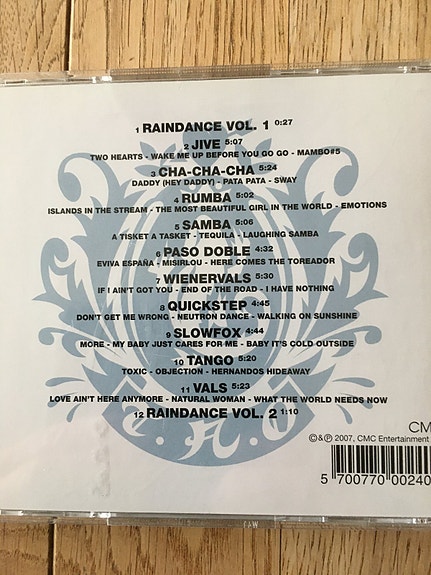 1 RAINDANCE VOL. 1 0:27
2 JIVE 5:07
TWO HEARTS - WAKE ME UP BEFORE YOU GO GO - MAMBO#5
3 CHA-CHA-CHA 5:24
DADDY (HEY DADDY) - PATA PATA - SWAY
4 RUMBA 5:02
ISLANDS IN THE STREAM - THE MOST BEAUTIFUL GIRL IN THE WORLD - EMOTIONS
5 SAMBA 5:06
A TISKET A TASKET - TEQUILA - LAUGHING SAMBA
6 PASO DOBLE 4:32
EVIVA ESPAÑA - MISIRLOU - HERE COMES THE TOREADOR
7 WIENERVALS 5:30
IF I AIN'T GOT YOU - END OF THE ROAD - I HAVE NOTHING
8 QUICKSTEP 4:45
DON'T GET ME WRONG - NEUTRON DANCE - WALKING ON SUNSHINE
9 SLOWFOX 4:44
MORE - MY BABY JUST CARES FOR ME - BABY IT'S COLD OUTSIDE
10 TANGO 5:20
TOXIC - OBJECTION - HERNANDOS HIDEAWAY
11 VALS 5:23
LOVE AIN'T HERE ANYMORE - NATURAL WOMAN - WHAT THE WORLD NEEDS NOW
12 RAINDANCE VOL. 2 1:10
CM
©&℗ 2007, CMC Entertainment
5 700770 00240